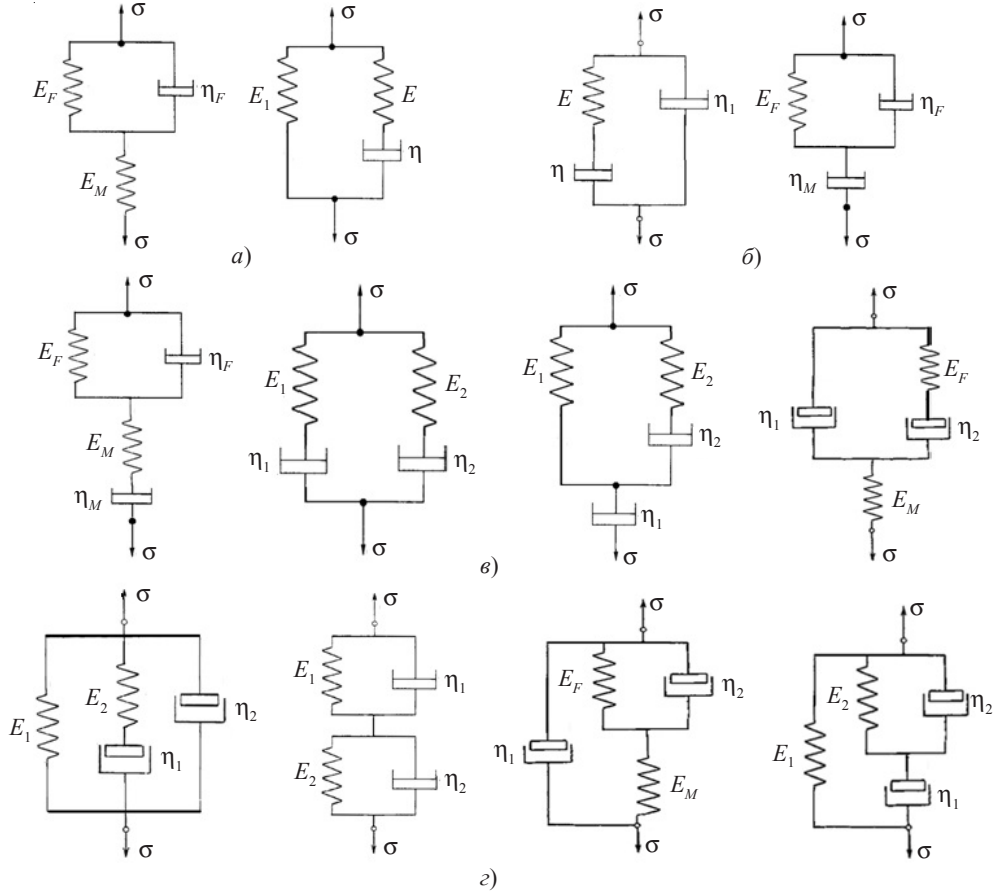 σ σ σ σ
E_F η_F E_1 E E η_1 E_F η_F
E_M η η η_M
σ σ σ σ
а) б)
σ σ σ σ
E_F η_F E_1 E_2 E_1 E_2 E_F
E_M η_1 η_2 η_2 η_1 η_2
η_M η_1 E_M
σ σ σ σ
в)
σ σ σ σ
E_1 E_2 η_2 E_1 η_1 E_F η_2 E_2 η_2
η_1 E_2 η_2 η_1 E_M E_1 η_1
σ σ σ σ
г)